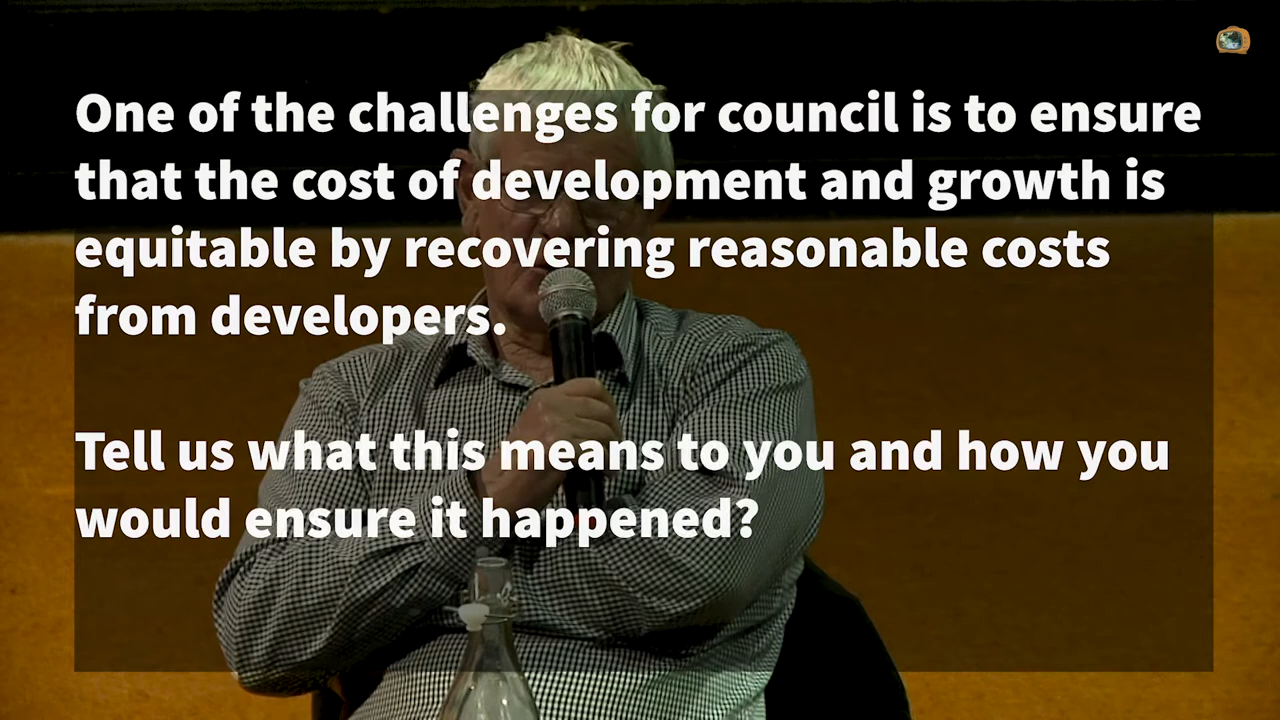 One of the challenges for council is to ensure
that the cost of development and growth is
equitable by recovering reasonable costs
from developers.
Tell us what this means to you and how you
would ensure it happened?